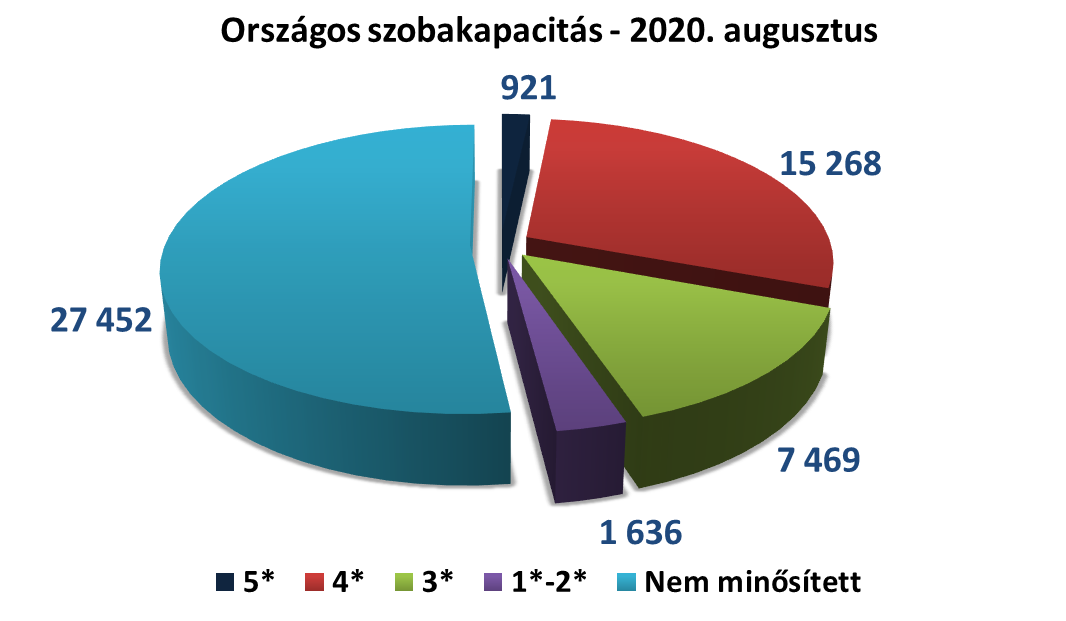 Országos szobakapacitás - 2020. augusztus
921
15 268
27 452
7 469
1 636
5* 4* 3* 1*-2* Nem minősített